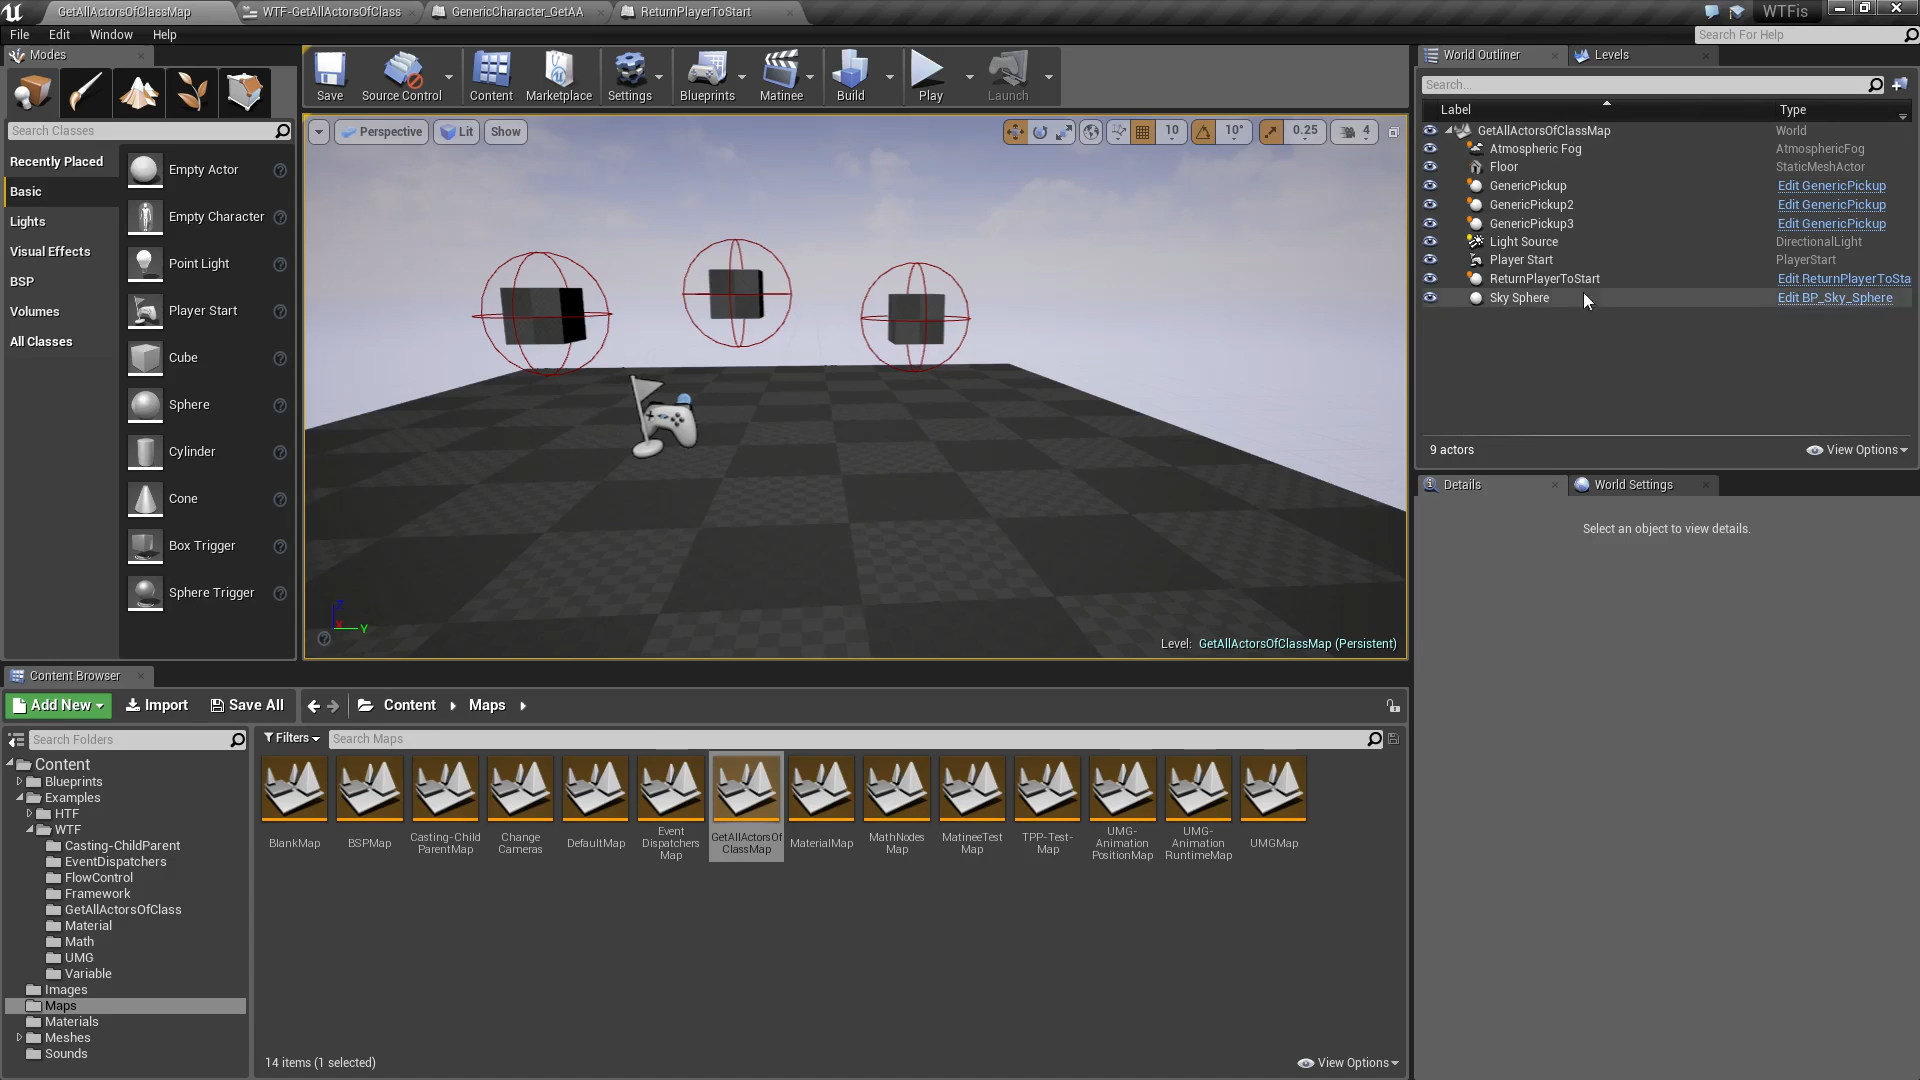 GetAllActorsOfClassMap
WTF-GetAllActorsOfClass
GenericCharacter_GetAA
ReturnPlayerToStart
WTFis
File Edit Window Help
Search For Help
Modes
Save
Source Control
Content
Marketplace
Settings
Blueprints
Matinee
Build
Play
Launch
Search Classes
Recently Placed
Basic
Lights
Visual Effects
BSP
Volumes
All Classes
Empty Actor
Empty Character
Point Light
Player Start
Cube
Sphere
Cylinder
Cone
Box Trigger
Sphere Trigger
Perspective
Lit
Show
10
10°
0.25
4
Z
X
Y
Level: GetAllActorsOfClassMap (Persistent)
World Outliner
Levels
Search...
Label Type
GetAllActorsOfClassMap World
Atmospheric Fog AtmosphericFog
Floor StaticMeshActor
GenericPickup Edit GenericPickup
GenericPickup2 Edit GenericPickup
GenericPickup3 Edit GenericPickup
Light Source DirectionalLight
Player Start PlayerStart
ReturnPlayerToStart Edit ReturnPlayerToSta
Sky Sphere Edit BP_Sky_Sphere
9 actors
View Options
Details
World Settings
Select an object to view details.
Content Browser
Add New
Import
Save All
Content
Maps
Search Folders
Filters
Search Maps
Content
Blueprints
Examples
HTF
WTF
Casting-ChildParent
EventDispatchers
FlowControl
Framework
GetAllActorsOfClass
Material
Math
UMG
Variable
Images
Maps
Materials
Meshes
Sounds
BlankMap
BSPMap
Casting-Child
ParentMap
Change
Cameras
DefaultMap
Event
Dispatchers
Map
GetAllActorsOf
ClassMap
MaterialMap
MathNodes
Map
MatineeTest
Map
TPP-Test-
Map
UMG-
Animation
PositionMap
UMG-
Animation
RuntimeMap
UMGMap
14 items (1 selected)
View Options